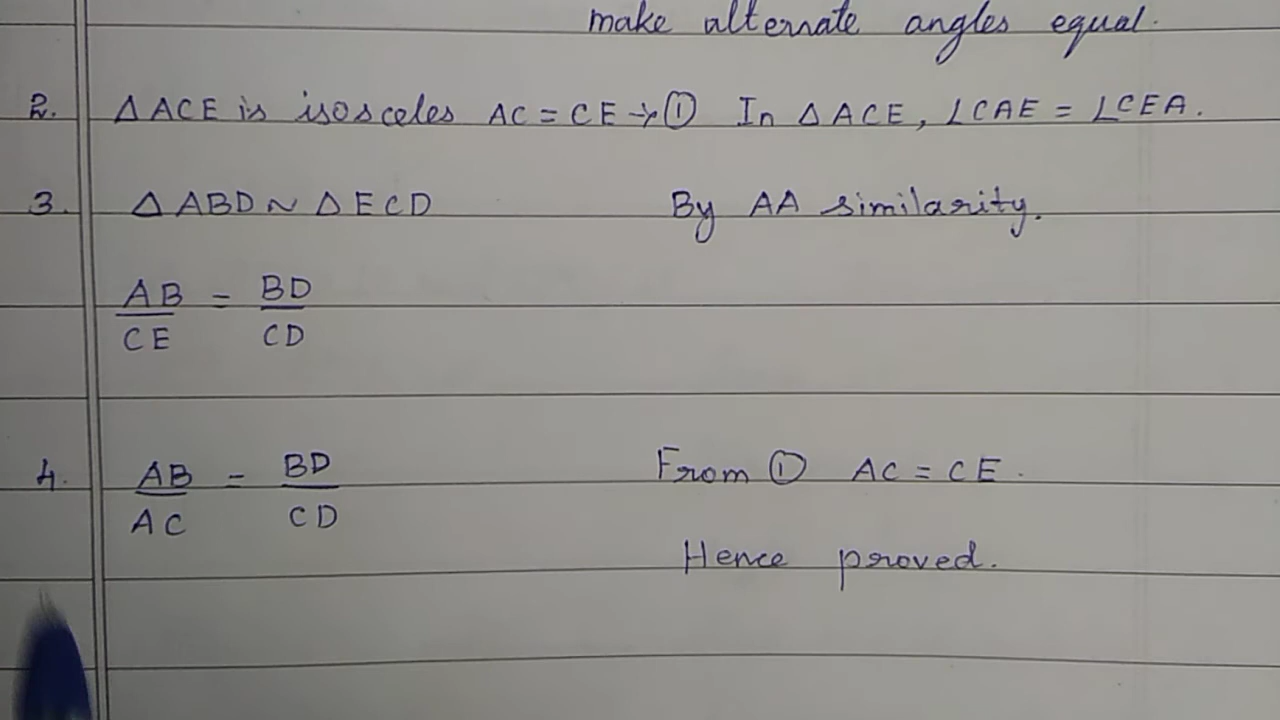 make alternate angles equal.
2. △ACE is isosceles AC = CE → ① In △ACE, ∠CAE = ∠CEA.
3. △ABD ~ △ECD By AA similarity.
AB/CE = BD/CD
4. AB/AC = BD/CD From ① AC = CE.
Hence proved.